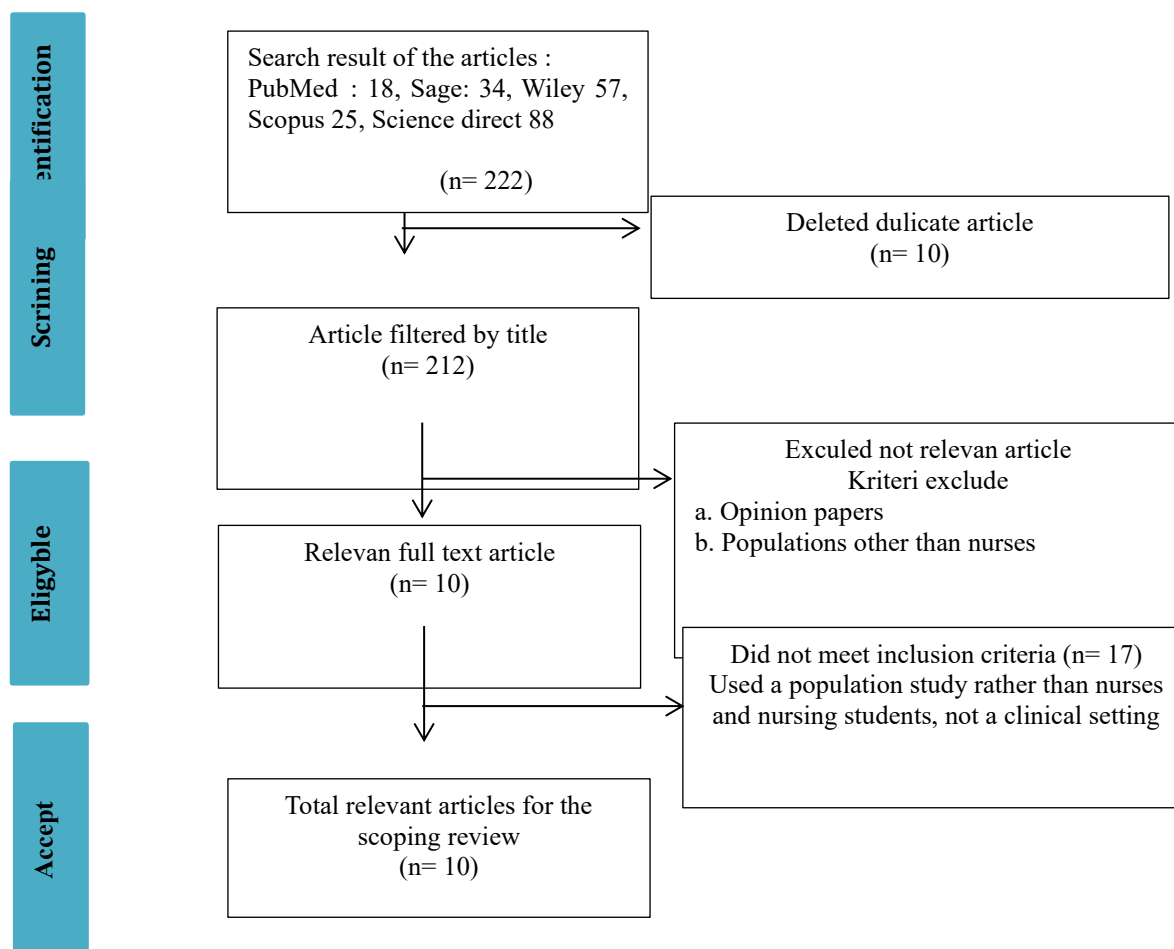 entification
Search result of the articles :
PubMed : 18, Sage: 34, Wiley 57,
Scopus 25, Science direct 88
(n= 222)
Deleted dulicate article
(n= 10)
Scrining
Article filtered by title
(n= 212)
Exculed not relevan article
Kriteri exclude
a. Opinion papers
b. Populations other than nurses
Eligyble
Relevan full text article
(n= 10)
Did not meet inclusion criteria (n= 17)
Used a population study rather than nurses
and nursing students, not a clinical setting
Accept
Total relevant articles for the
scoping review
(n= 10)